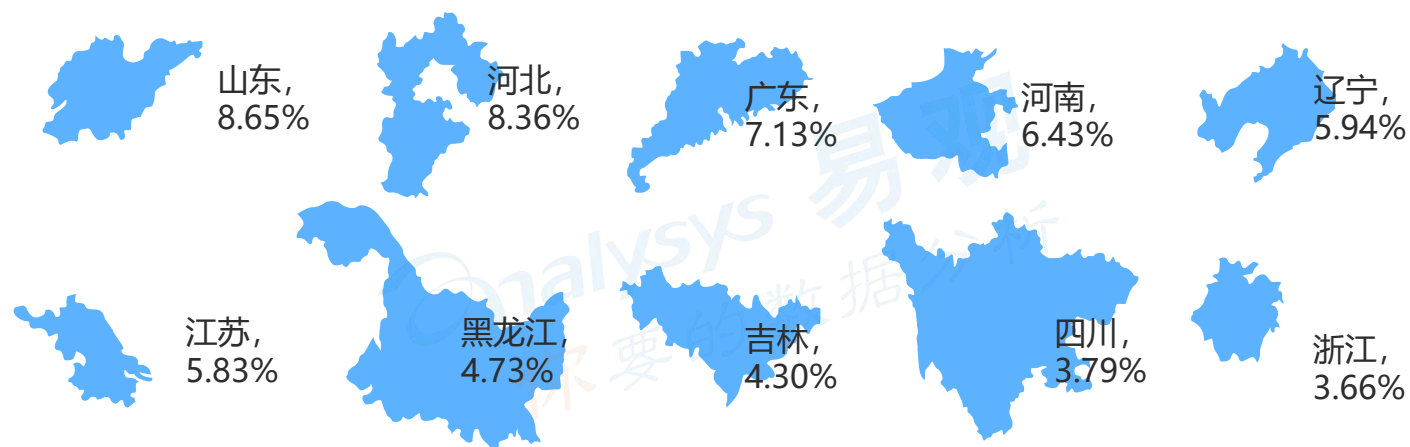 山东，
8.65%
河北，
8.36%
广东，
7.13%
河南，
6.43%
辽宁，
5.94%
江苏，
5.83%
黑龙江，
4.73%
吉林，
4.30%
四川，
3.79%
浙江，
3.66%
analysys 易观
你要的数据分析